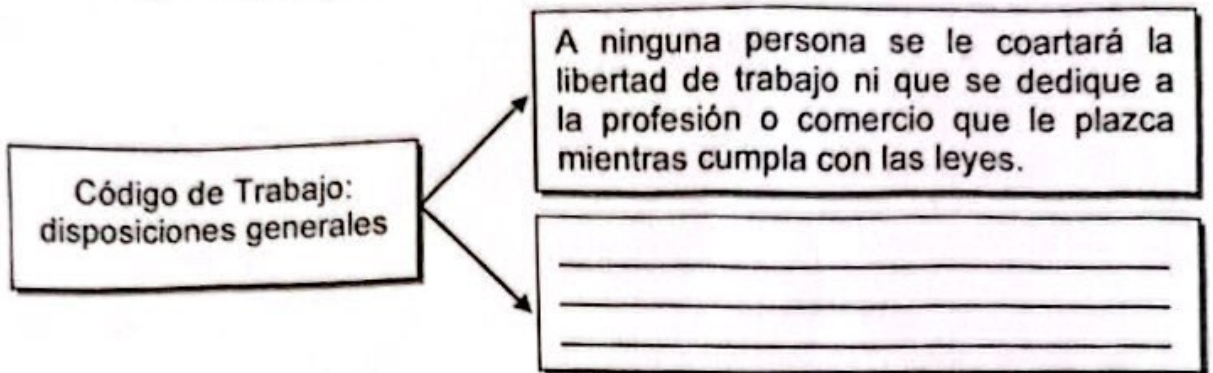 A ninguna persona se le coartará la
libertad de trabajo ni que se dedique a
la profesión o comercio que le plazca
mientras cumpla con las leyes.
Código de Trabajo:
disposiciones generales